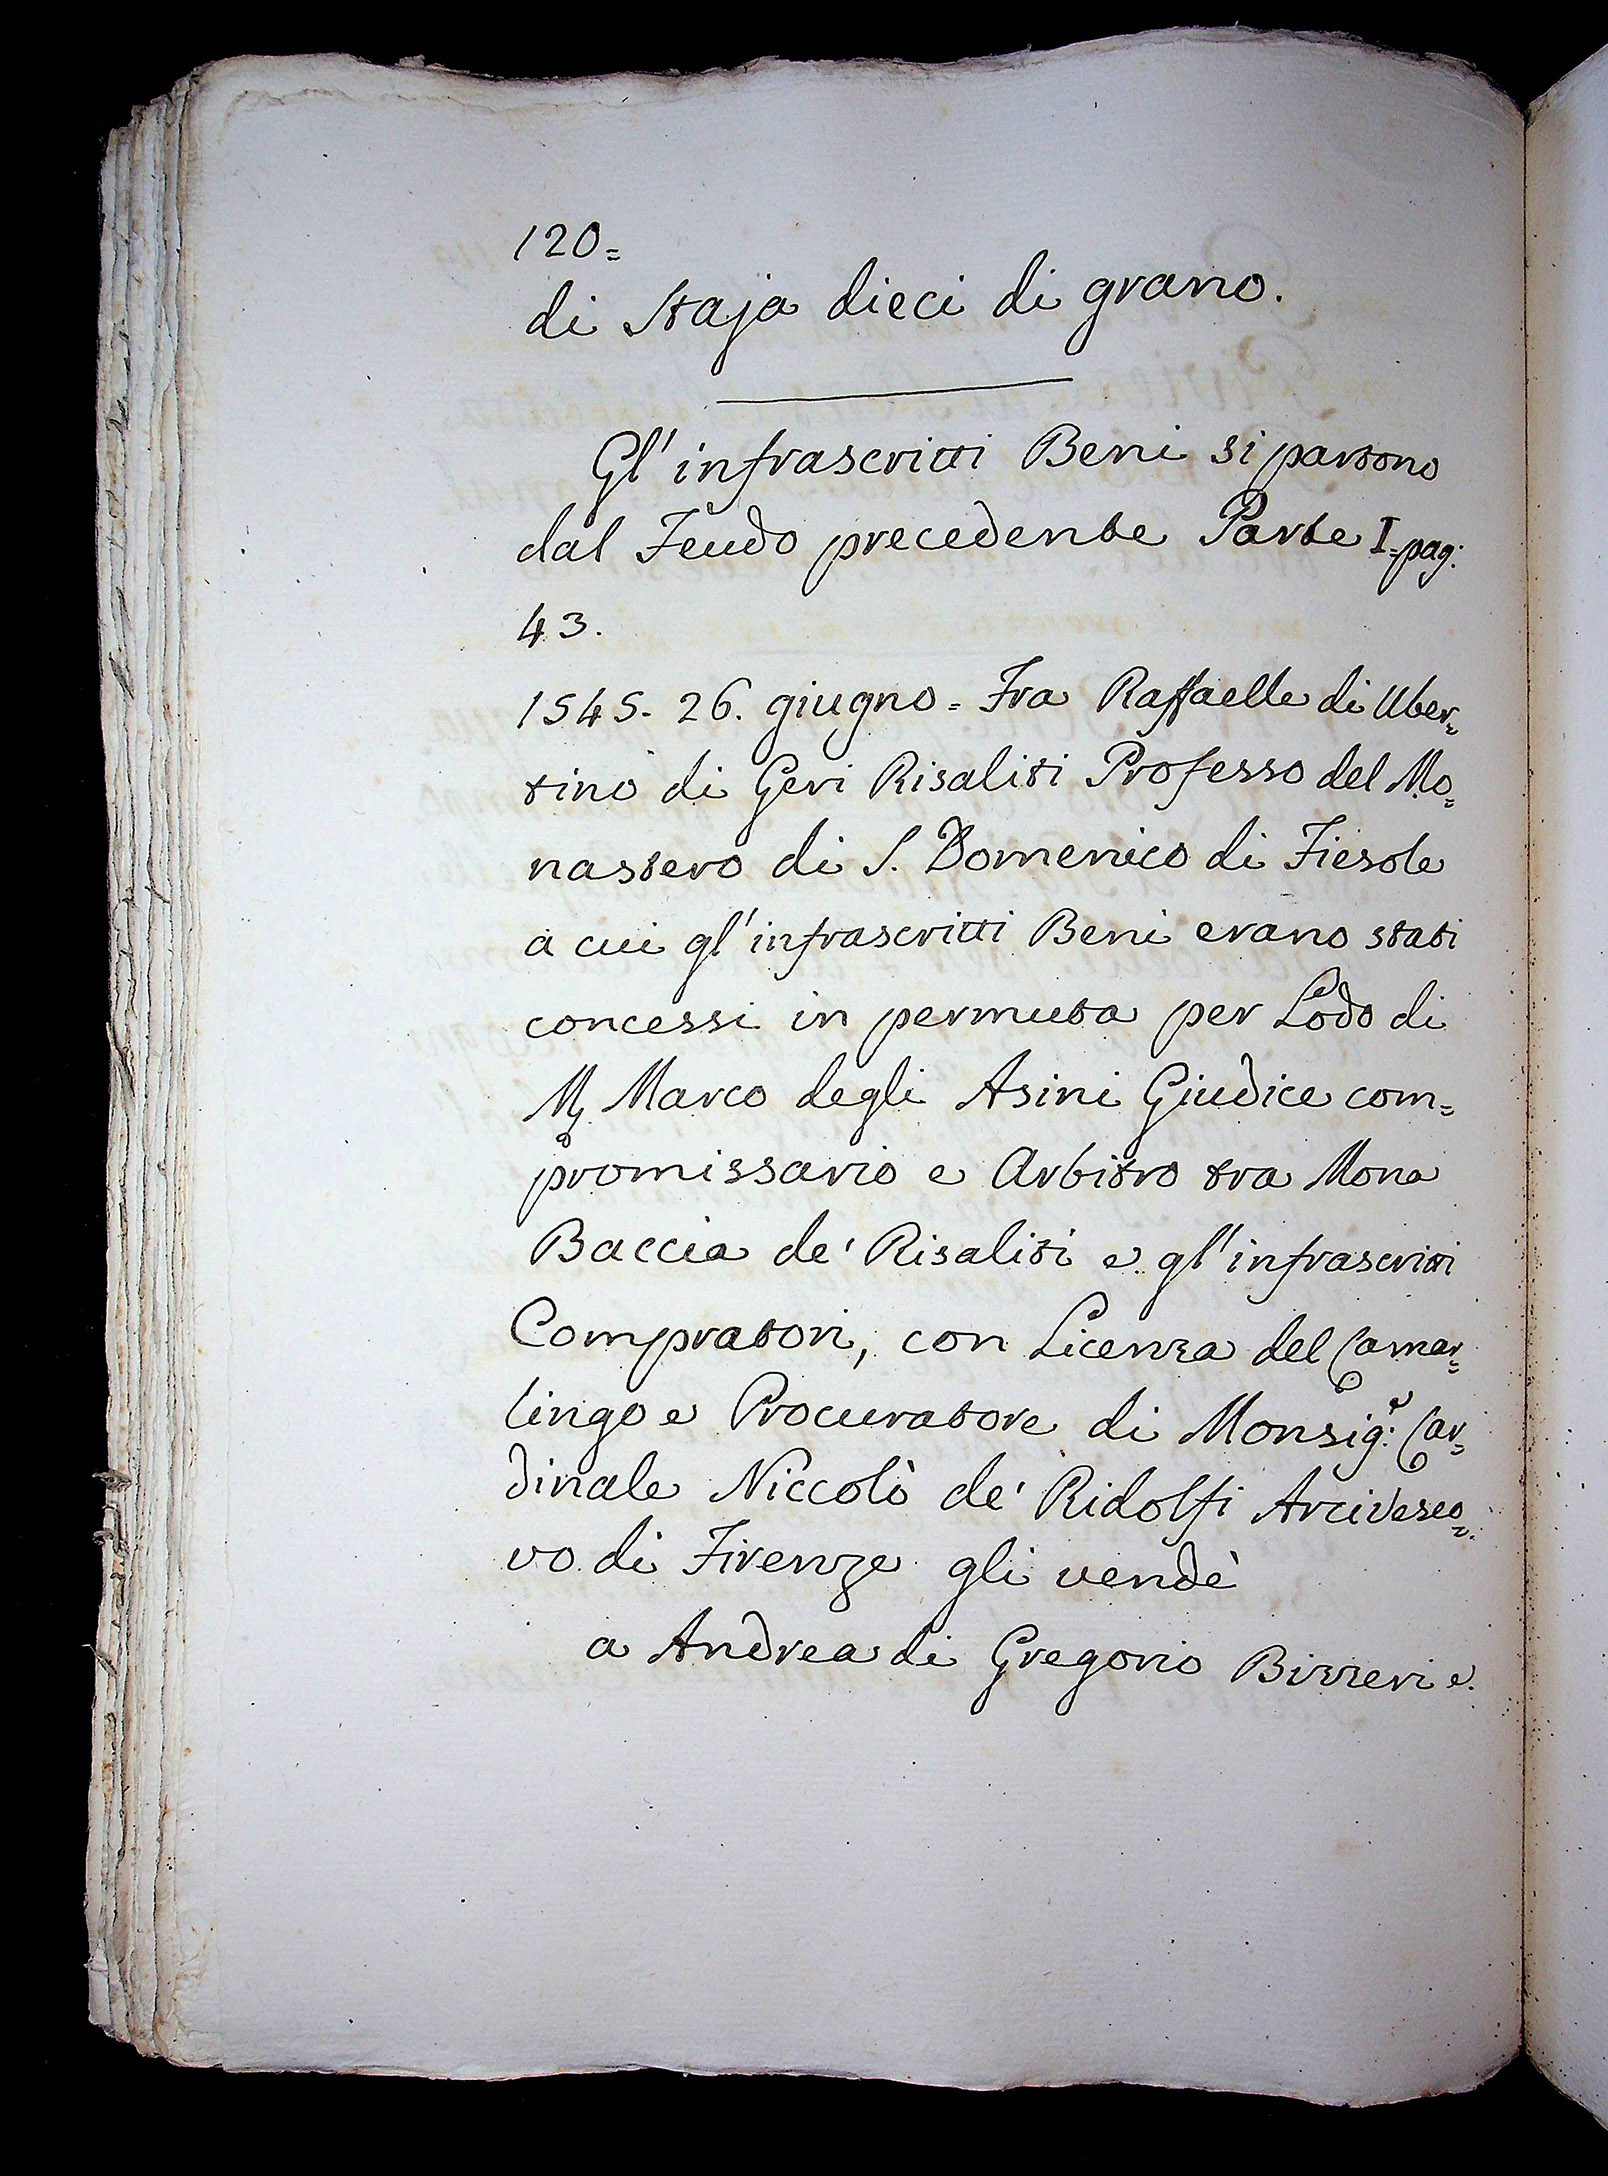 120=
di Staja dieci di grano.
Gl'infrascritti Beni si partono
dal Feudo precedente Parte I. pag:
43.
1545. 26. giugno = Fra Raffaelle di Uber=
tino di Geri Risaliti Professo del Mo=
nastero di S. Domenico di Fiesole
a cui gl'infrascritti Beni erano stati
concessi in permuta per Lodo di
M. Marco degli Asini Giudice com=
promissario e Arbitro tra Mona
Baccia de' Risaliti e gl'infrascritti
Compratori, con Licenza del Camar=
lingo e Procuratore di Monsig.e Car=
dinale Niccolò de' Ridolfi Arcivesco=
vo di Firenze gli vendè
a Andrea di Gregorio Bizzeri e